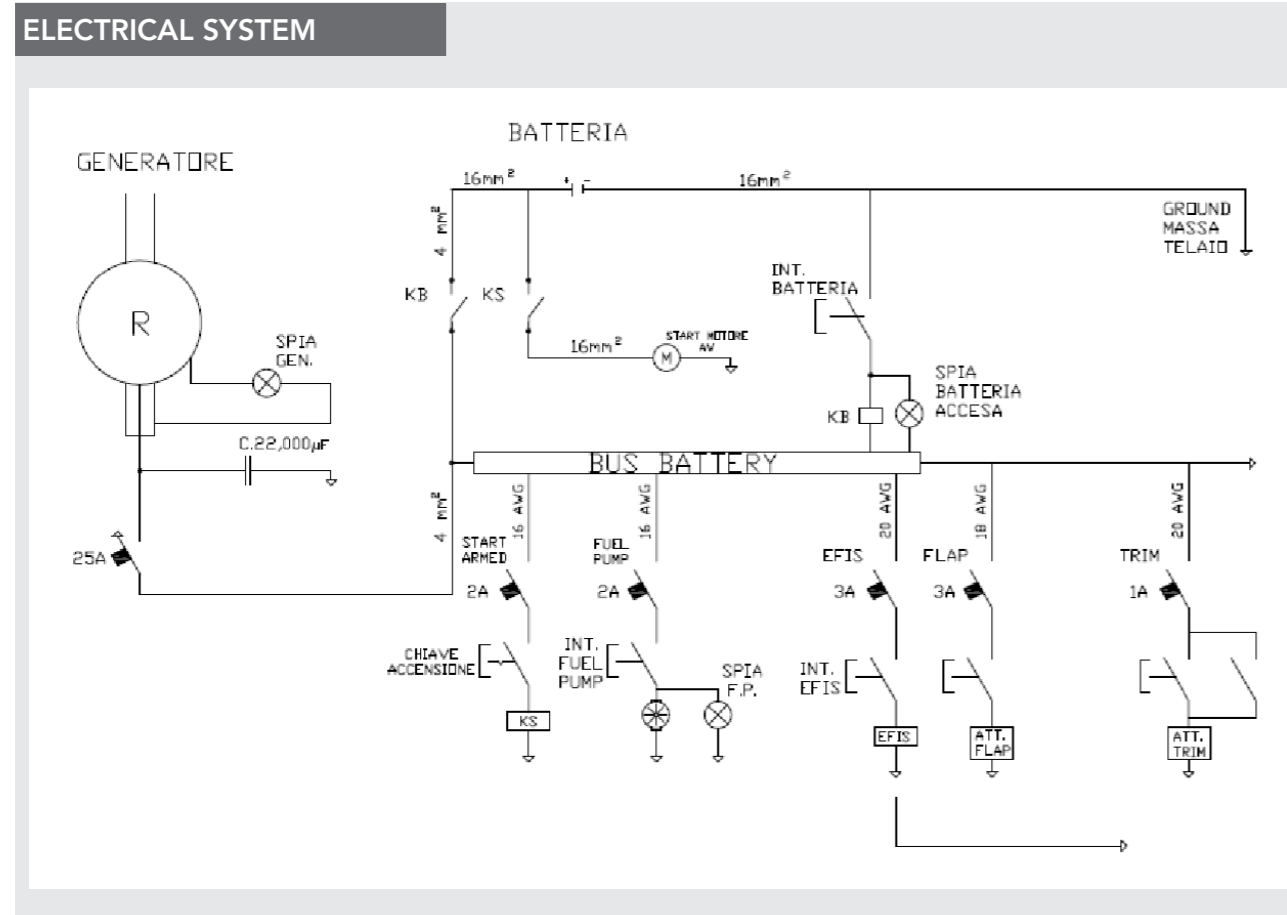 ELECTRICAL SYSTEM
BATTERIA
GENERATORE
16mm²
+ -
16mm²
4 mm²
GROUND
MASSA
TELAIO
INT.
BATTERIA
KB
KS
R
SPIA
GEN.
16mm²
START MOTORE
AV
M
SPIA
BATTERIA
ACCESA
KB
C.22,000µF
BUS BATTERY
4 mm²
16 AWG
16 AWG
20 AWG
18 AWG
20 AWG
25A
START
ARMED
2A
FUEL
PUMP
2A
EFIS
3A
FLAP
3A
TRIM
1A
CHIAVE
ACCENSIONE
INT.
FUEL
PUMP
SPIA
F.P.
INT.
EFIS
KS
EFIS
ATT.
FLAP
ATT.
TRIM